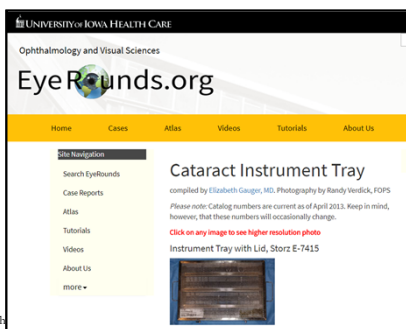 UNIVERSITY OF IOWA HEALTH CARE
Ophthalmology and Visual Sciences
EyeRounds.org
Home Cases Atlas Videos Tutorials About Us
Site Navigation
Search EyeRounds
Case Reports
Atlas
Tutorials
Videos
About Us
more
Cataract Instrument Tray
compiled by Elizabeth Gauger, MD. Photography by Randy Verdick, FOPS
Please note: Catalog numbers are current as of April 2013. Keep in mind,
however, that these numbers will occasionally change.
Click on any image to see higher resolution photo
Instrument Tray with Lid, Storz E-7415
h